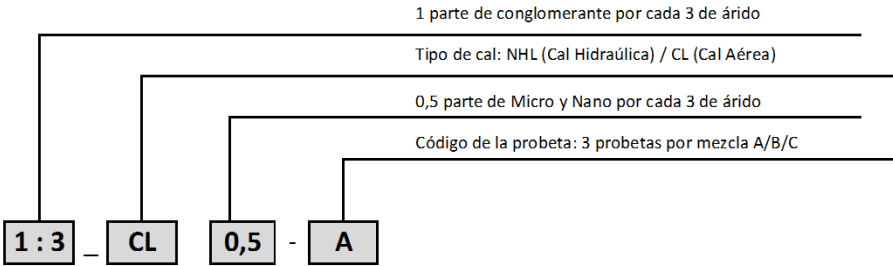 1 parte de conglomerante por cada 3 de árido
Tipo de cal: NHL (Cal Hidraúlica) / CL (Cal Aérea)
0,5 parte de Micro y Nano por cada 3 de árido
Código de la probeta: 3 probetas por mezcla A/B/C
1 : 3 _ CL 0,5 - A